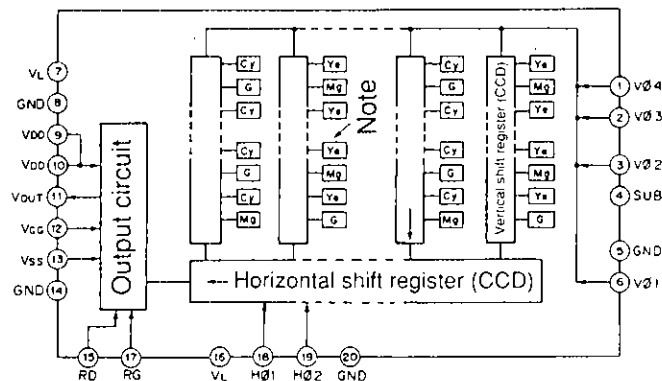 VL 7
GND 8
VDD 9
VDD 10
VOUT 11
VGG 12
VSS 13
GND 14
Output circuit
Cy
G
Cy
Cy
G
Cy
Mg
Ye
Mg
Ye
Ye
Mg
Ye
G
Note
Cy
G
Cy
Cy
G
Cy
Mg
Vertical shift register (CCD)
Ye
Mg
Ye
Ye
Mg
Ye
G
Horizontal shift register (CCD)
1 VØ4
2 VØ3
3 VØ2
4 SUB
5 GND
6 VØ1
15 RD
17 RG
16 VL
18 HØ1
19 HØ2
20 GND